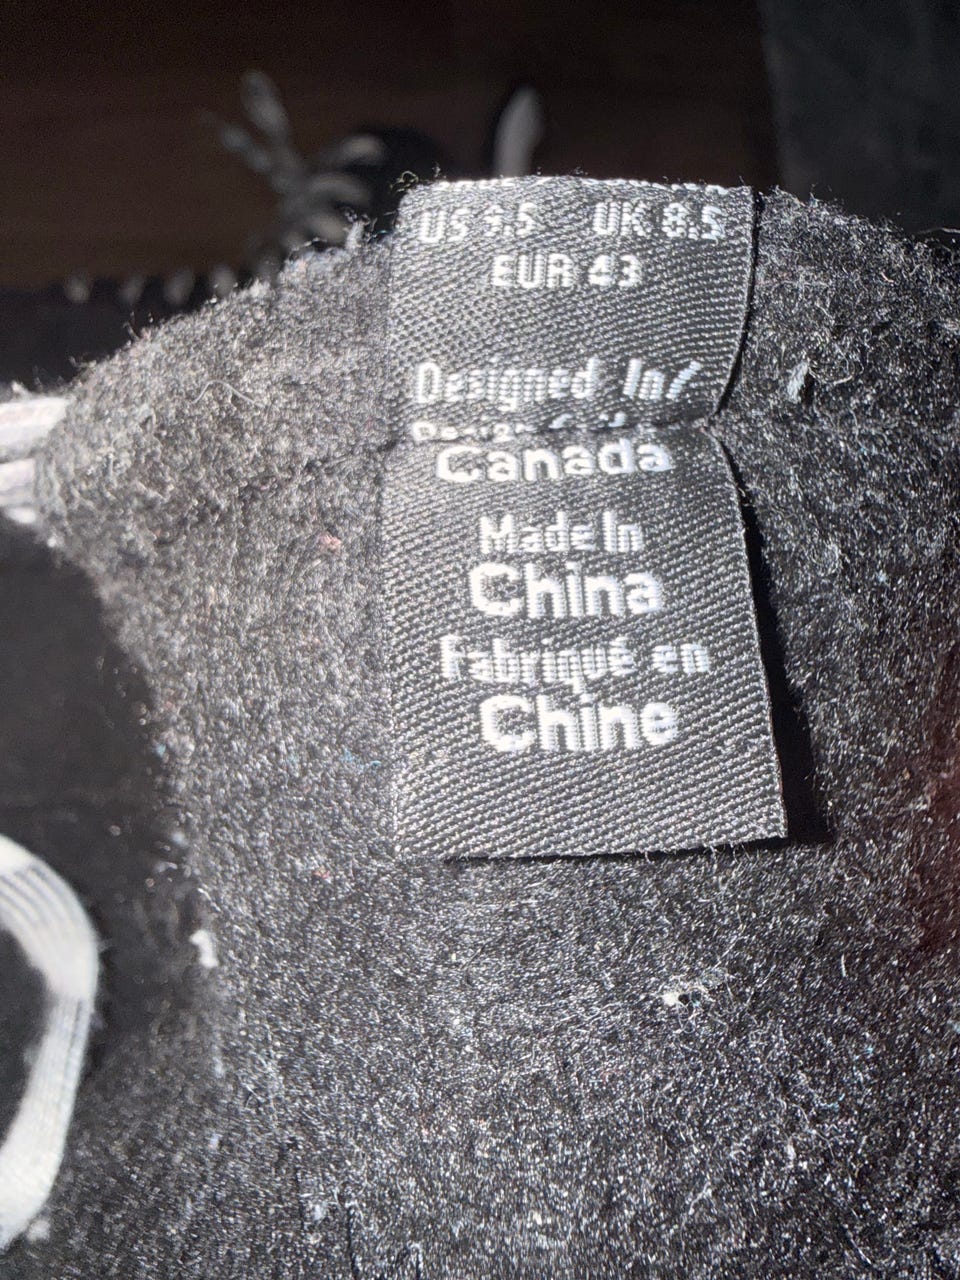 US 9.5 UK 8.5
EUR 43
Designed In/
Canada
Made In
China
Fabriqué en
Chine